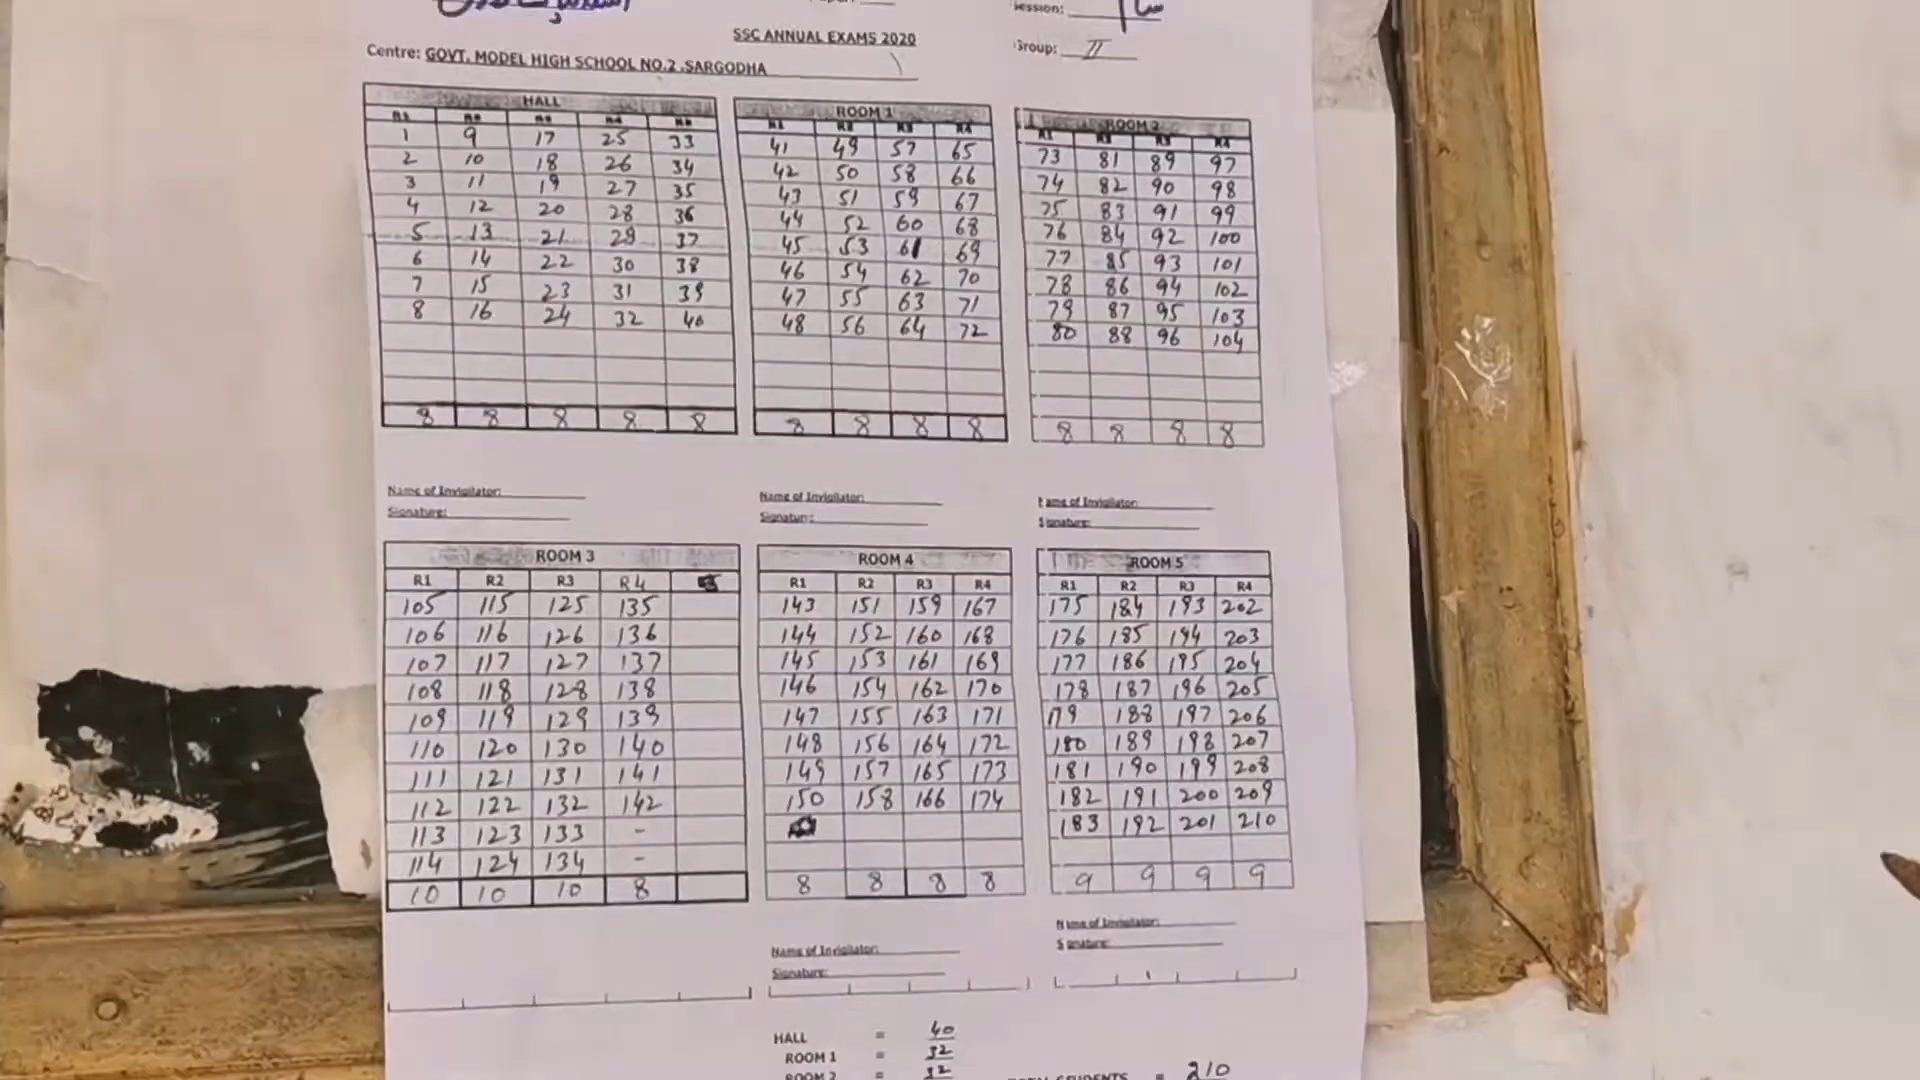 SSC ANNUAL EXAMS 2020
Group: II
Centre: GOVT. MODEL HIGH SCHOOL NO.2 .SARGODHA
HALL
R1 R2 R3 R4 R5
1 9 17 25 33
2 10 18 26 34
3 11 19 27 35
4 12 20 28 36
5 13 21 29 37
6 14 22 30 38
7 15 23 31 39
8 16 24 32 40
8 8 8 8 8
Name of Invigilator:
Signature:
ROOM 1
R1 R2 R3 R4
41 49 57 65
42 50 58 66
43 51 59 67
44 52 60 68
45 53 61 69
46 54 62 70
47 55 63 71
48 56 64 72
8 8 8 8
Name of Invigilator:
Signature:
ROOM 2
R1 R2 R3 R4
73 81 89 97
74 82 90 98
75 83 91 99
76 84 92 100
77 85 93 101
78 86 94 102
79 87 95 103
80 88 96 104
8 8 8 8
Name of Invigilator:
Signature:
ROOM 3
R1 R2 R3 R4
105 115 125 135
106 116 126 136
107 117 127 137
108 118 128 138
109 119 129 139
110 120 130 140
111 121 131 141
112 122 132 142
113 123 133 -
114 124 134 -
10 10 10 8
ROOM 4
R1 R2 R3 R4
143 151 159 167
144 152 160 168
145 153 161 169
146 154 162 170
147 155 163 171
148 156 164 172
149 157 165 173
150 158 166 174
8 8 8 8
Name of Invigilator:
Signature:
ROOM 5
R1 R2 R3 R4
175 184 193 202
176 185 194 203
177 186 195 204
178 187 196 205
179 188 197 206
180 189 198 207
181 190 199 208
182 191 200 209
183 192 201 210
9 9 9 9
Name of Invigilator:
Signature:
HALL = 40
ROOM 1 = 32
ROOM 2 = 32
STUDENTS = 210